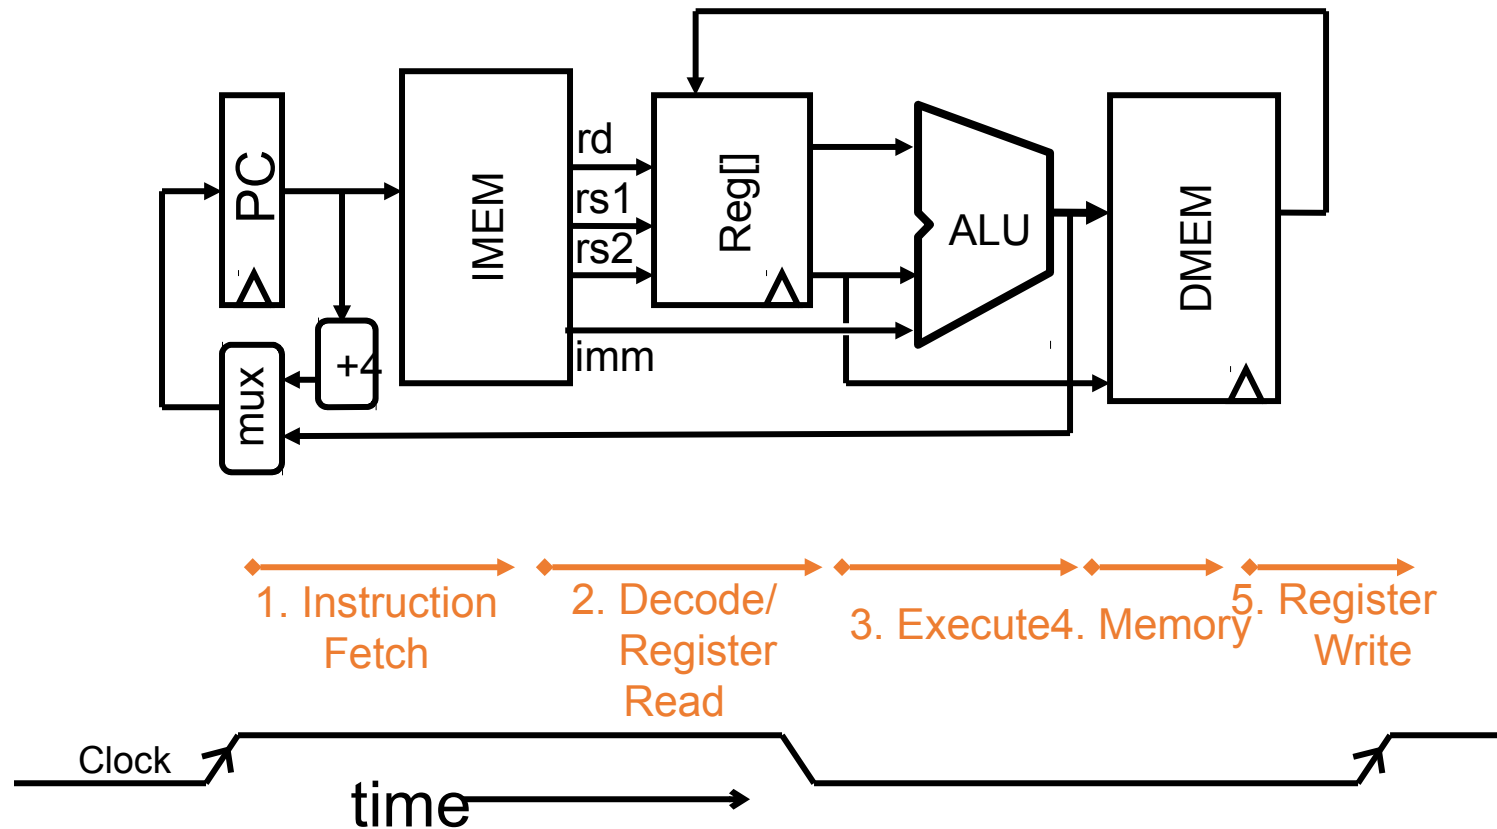 PC
IMEM
rd
rs1
rs2
imm
Reg[]
ALU
DMEM
+4
mux
1. Instruction
Fetch
2. Decode/
Register
Read
3. Execute
4. Memory
5. Register
Write
Clock
time